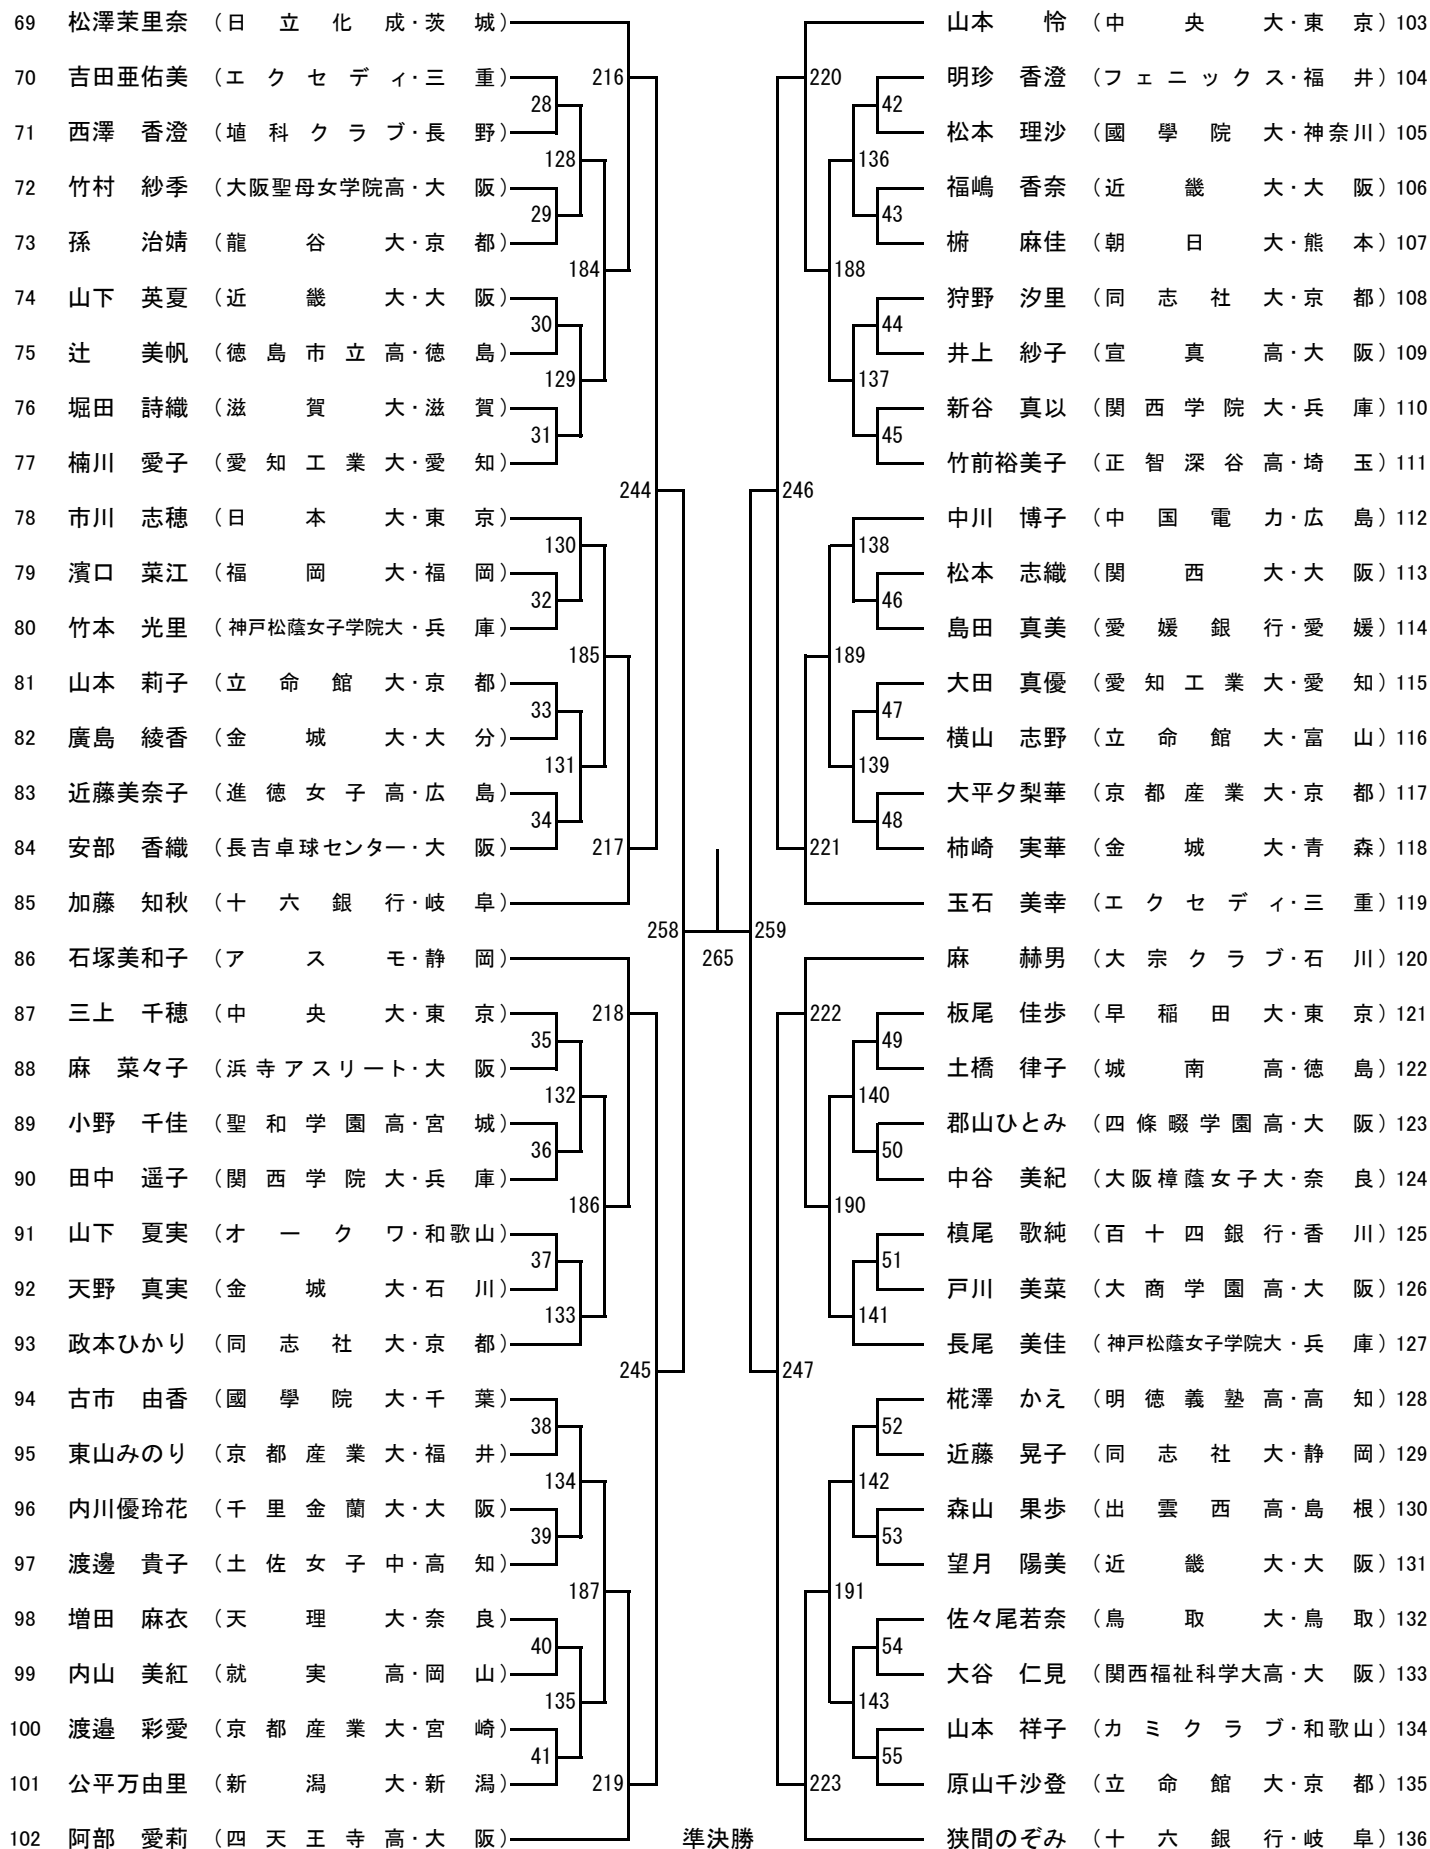 69 松澤茉里奈 （日立化成・茨城）
70 吉田亜佑美 （エクセディ・三重）
71 西澤 香澄 （埴科クラブ・長野）
72 竹村 紗季 （大阪聖母女学院高・大阪）
73 孫 治婧 （龍谷大・京都）
74 山下 英夏 （近畿大・大阪）
75 辻 美帆 （徳島市立高・徳島）
76 堀田 詩織 （滋賀大・滋賀）
77 楠川 愛子 （愛知工業大・愛知）
78 市川 志穂 （日本大・東京）
79 濱口 菜江 （福岡大・福岡）
80 竹本 光里 （神戸松蔭女子学院大・兵庫）
81 山本 莉子 （立命館大・京都）
82 廣島 綾香 （金城大・大分）
83 近藤美奈子 （進徳女子高・広島）
84 安部 香織 （長吉卓球センター・大阪）
85 加藤 知秋 （十六銀行・岐阜）
86 石塚美和子 （アスモ・静岡）
87 三上 千穂 （中央大・東京）
88 麻 菜々子 （浜寺アスリート・大阪）
89 小野 千佳 （聖和学園高・宮城）
90 田中 遥子 （関西学院大・兵庫）
91 山下 夏実 （オークワ・和歌山）
92 天野 真実 （金城大・石川）
93 政本ひかり （同志社大・京都）
94 古市 由香 （國學院大・千葉）
95 東山みのり （京都産業大・福井）
96 内川優玲花 （千里金蘭大・大阪）
97 渡邊 貴子 （土佐女子中・高知）
98 増田 麻衣 （天理大・奈良）
99 内山 美紅 （就実高・岡山）
100 渡邉 彩愛 （京都産業大・宮崎）
101 公平万由里 （新潟大・新潟）
102 阿部 愛莉 （四天王寺高・大阪）
28
29
30
31
32
33
34
35
36
37
38
39
40
41
128
129
130
131
132
133
134
135
184
185
186
187
216
217
218
219
244
245
258
265
準決勝
259
246
247
220
221
222
223
188
189
190
191
136
137
138
139
140
141
142
143
42
43
44
45
46
47
48
49
50
51
52
53
54
55
山本 怜 （中央大・東京）103
明珍 香澄 （フェニックス・福井）104
松本 理沙 （國學院大・神奈川）105
福嶋 香奈 （近畿大・大阪）106
椨 麻佳 （朝日大・熊本）107
狩野 汐里 （同志社大・京都）108
井上 紗子 （宣真高・大阪）109
新谷 真以 （関西学院大・兵庫）110
竹前裕美子 （正智深谷高・埼玉）111
中川 博子 （中国電力・広島）112
松本 志織 （関西大・大阪）113
島田 真美 （愛媛銀行・愛媛）114
大田 真優 （愛知工業大・愛知）115
横山 志野 （立命館大・富山）116
大平夕梨華 （京都産業大・京都）117
柿崎 実華 （金城大・青森）118
玉石 美幸 （エクセディ・三重）119
麻 赫男 （大宗クラブ・石川）120
板尾 佳歩 （早稲田大・東京）121
土橋 律子 （城南高・徳島）122
郡山ひとみ （四條畷学園高・大阪）123
中谷 美紀 （大阪樟蔭女子大・奈良）124
槙尾 歌純 （百十四銀行・香川）125
戸川 美菜 （大商学園高・大阪）126
長尾 美佳 （神戸松蔭女子学院大・兵庫）127
椛澤 かえ （明徳義塾高・高知）128
近藤 晃子 （同志社大・静岡）129
森山 果歩 （出雲西高・島根）130
望月 陽美 （近畿大・大阪）131
佐々尾若奈 （鳥取大・鳥取）132
大谷 仁見 （関西福祉科学大高・大阪）133
山本 祥子 （カミクラブ・和歌山）134
原山千沙登 （立命館大・京都）135
狭間のぞみ （十六銀行・岐阜）136